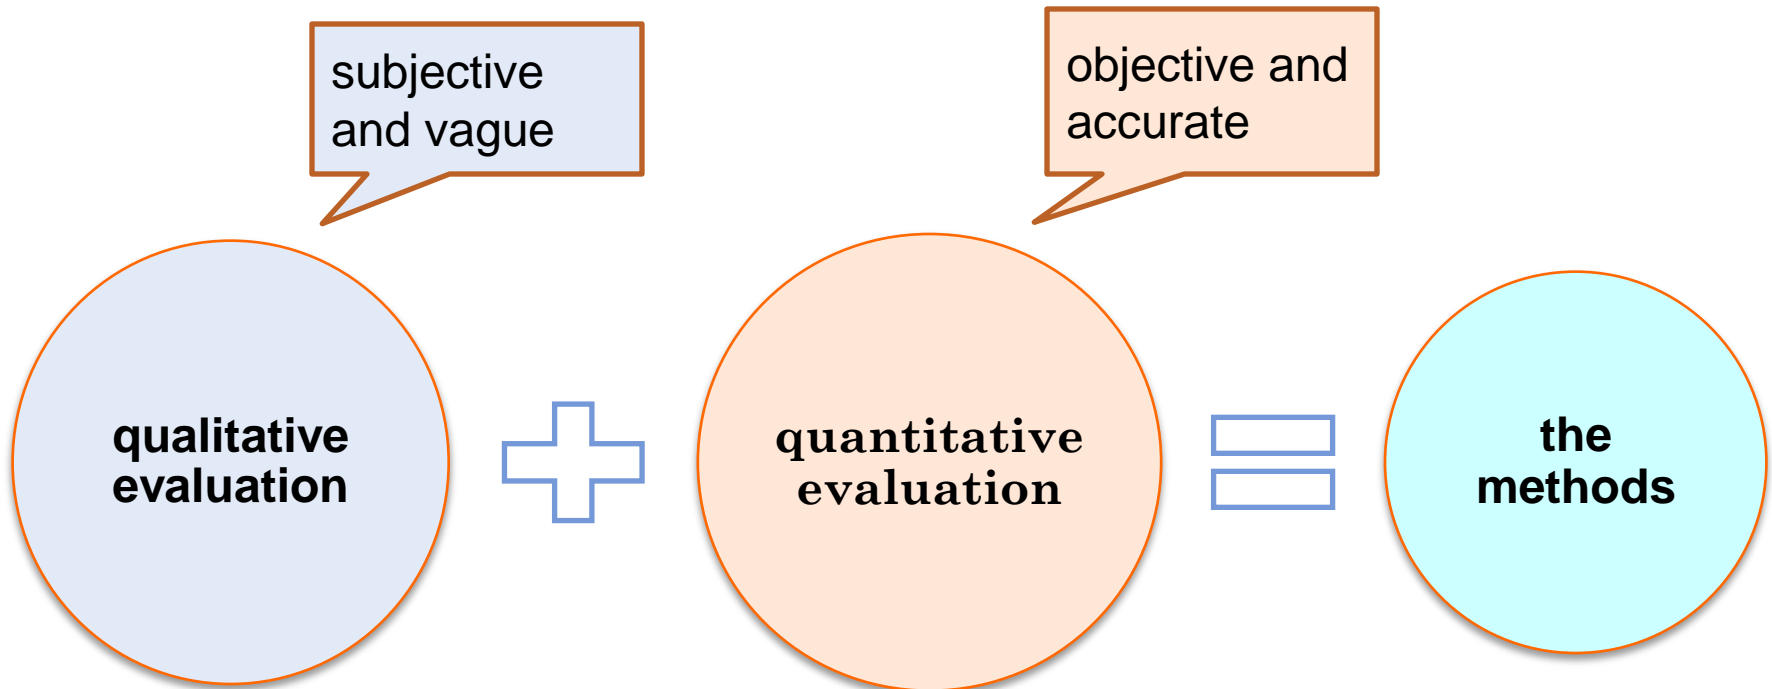 subjective
and vague
objective and
accurate
qualitative
evaluation
quantitative
evaluation
the
methods